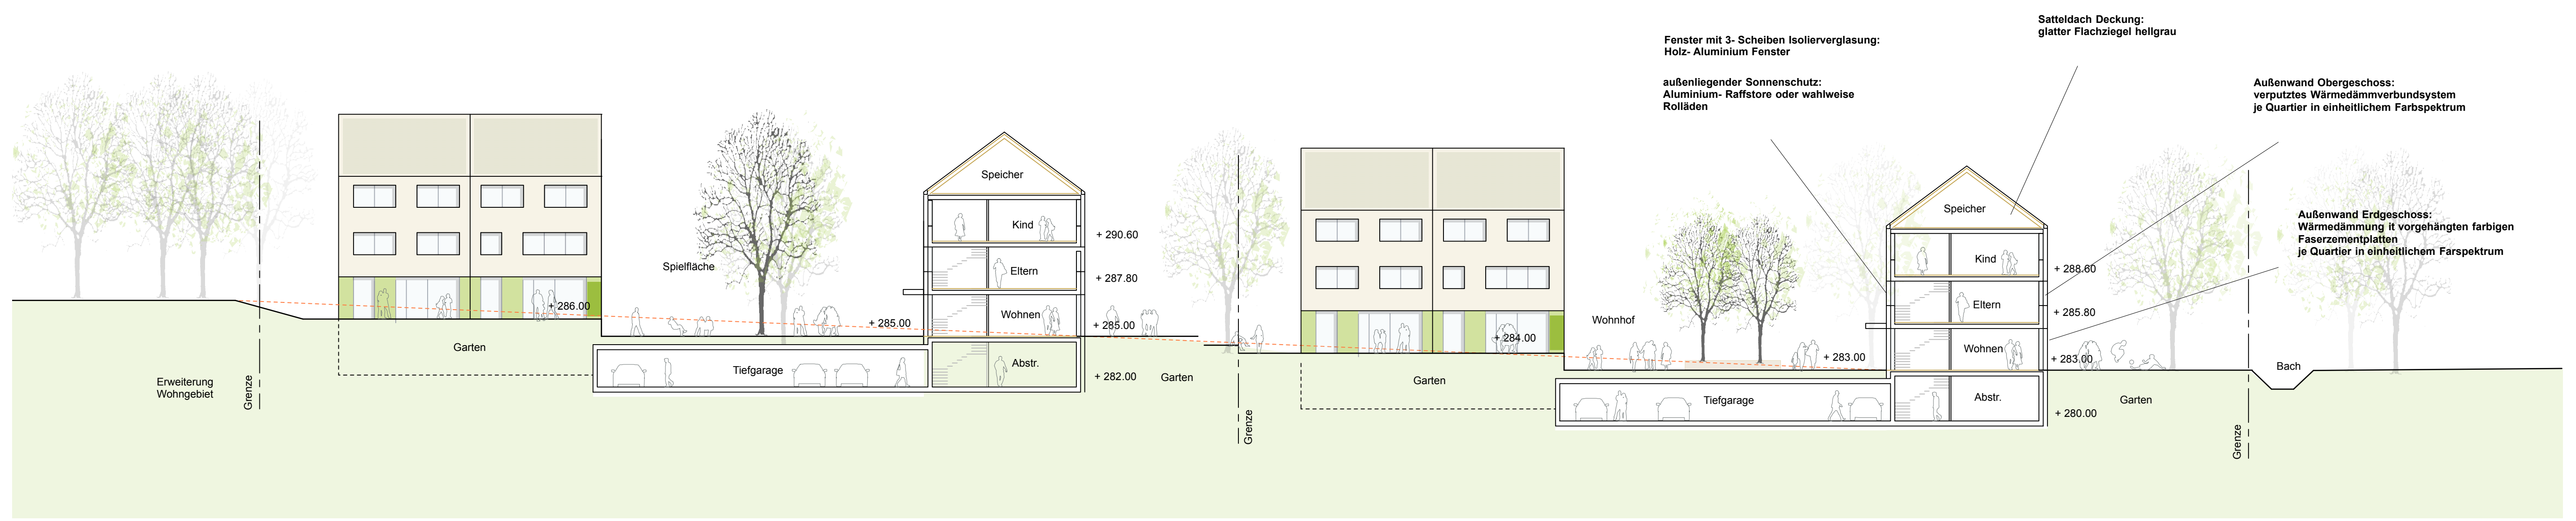 Satteldach Deckung:
glatter Flachziegel hellgrau
Fenster mit 3- Scheiben Isolierverglasung:
Holz- Aluminium Fenster
außenliegender Sonnenschutz:
Aluminium- Raffstore oder wahlweise
Rolläden
Außenwand Obergeschoss:
verputztes Wärmedämmverbundsystem
je Quartier in einheitlichem Farbspektrum
Außenwand Erdgeschoss:
Wärmedämmung it vorgehängten farbigen
Faserzementplatten
je Quartier in einheitlichem Farspektrum
Erweiterung
Wohngebiet
Grenze
+ 286.00
Garten
Spielfläche
Tiefgarage
+ 285.00
Speicher
Kind
Eltern
Wohnen
Abstr.
+ 290.60
+ 287.80
+ 285.00
+ 282.00
Garten
Grenze
+ 284.00
Garten
Wohnhof
Tiefgarage
+ 283.00
Speicher
Kind
Eltern
Wohnen
Abstr.
+ 288.60
+ 285.80
+ 283.00
+ 280.00
Garten
Grenze
Bach